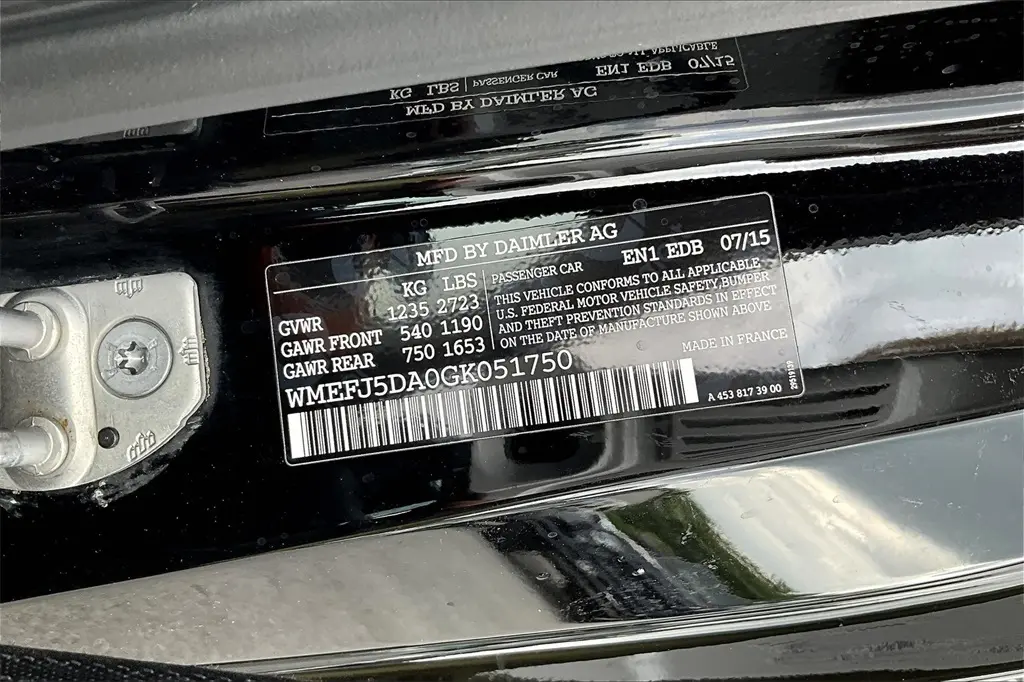 MFD BY DAIMLER AG
EN1 EDB 07/15
KG LBS PASSENGER CAR
GVWR 1235 2723
GAWR FRONT 540 1190
GAWR REAR 750 1653
THIS VEHICLE CONFORMS TO ALL APPLICABLE
U.S. FEDERAL MOTOR VEHICLE SAFETY,BUMPER
AND THEFT PREVENTION STANDARDS IN EFFECT
ON THE DATE OF MANUFACTURE SHOWN ABOVE
MADE IN FRANCE
WMEFJ5DA0GK051750
A 453 817 39 00